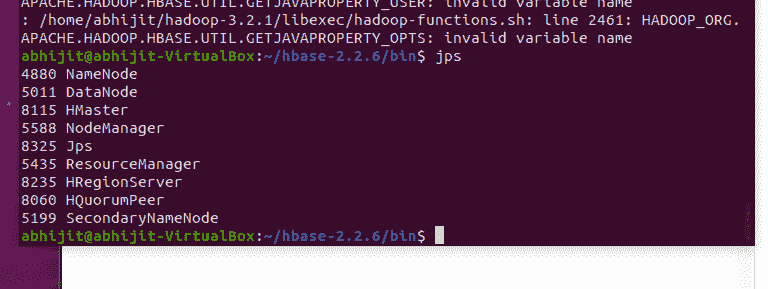 APACHE.HADOOP.HBASE.UTIL.GETJAVAPROPERTY_USER: invalid variable name
: /home/abhijit/hadoop-3.2.1/libexec/hadoop-functions.sh: line 2461: HADOOP_ORG.
APACHE.HADOOP.HBASE.UTIL.GETJAVAPROPERTY_OPTS: invalid variable name
abhijit@abhijit-VirtualBox:~/hbase-2.2.6/bin$ jps
4880 NameNode
5011 DataNode
8115 HMaster
5588 NodeManager
8325 Jps
5435 ResourceManager
8235 HRegionServer
8060 HQuorumPeer
5199 SecondaryNameNode
abhijit@abhijit-VirtualBox:~/hbase-2.2.6/bin$